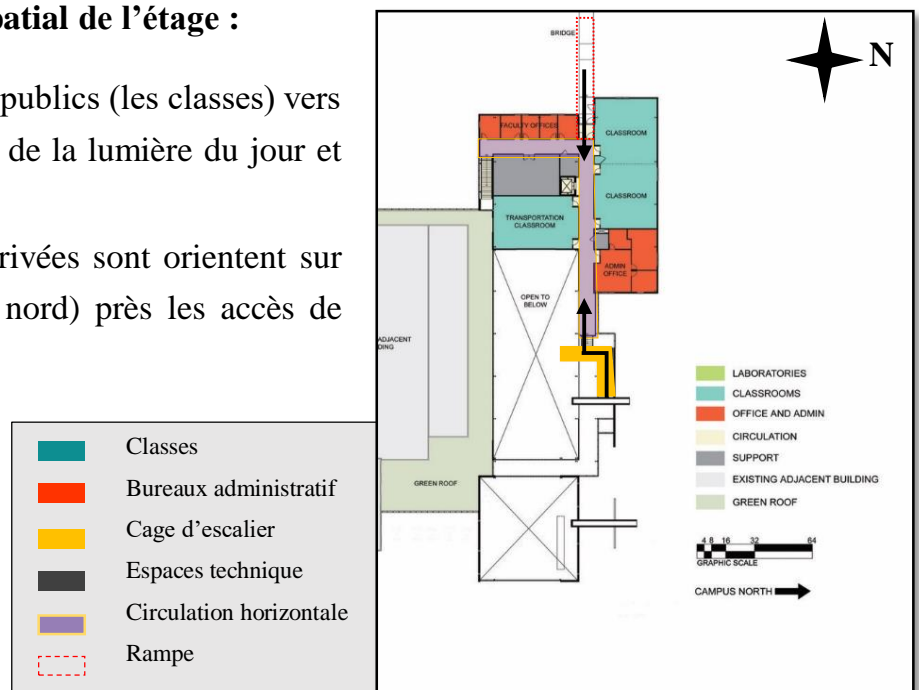 patial de l’étage :
publics (les classes) vers
de la lumière du jour et
rivées sont orientent sur
nord) près les accès de
Classes
Bureaux administratif
Cage d’escalier
Espaces technique
Circulation horizontale
Rampe
N
BRIDGE
FACULTY OFFICES
CLASSROOM
CLASSROOM
TRANSPORTATION
CLASSROOM
ADMIN
OFFICE
OPEN TO
BELOW
ADJACENT
DING
GREEN ROOF
LABORATORIES
CLASSROOMS
OFFICE AND ADMIN
CIRCULATION
SUPPORT
EXISTING ADJACENT BUILDING
GREEN ROOF
4 8 16 32 64
GRAPHIC SCALE
CAMPUS NORTH